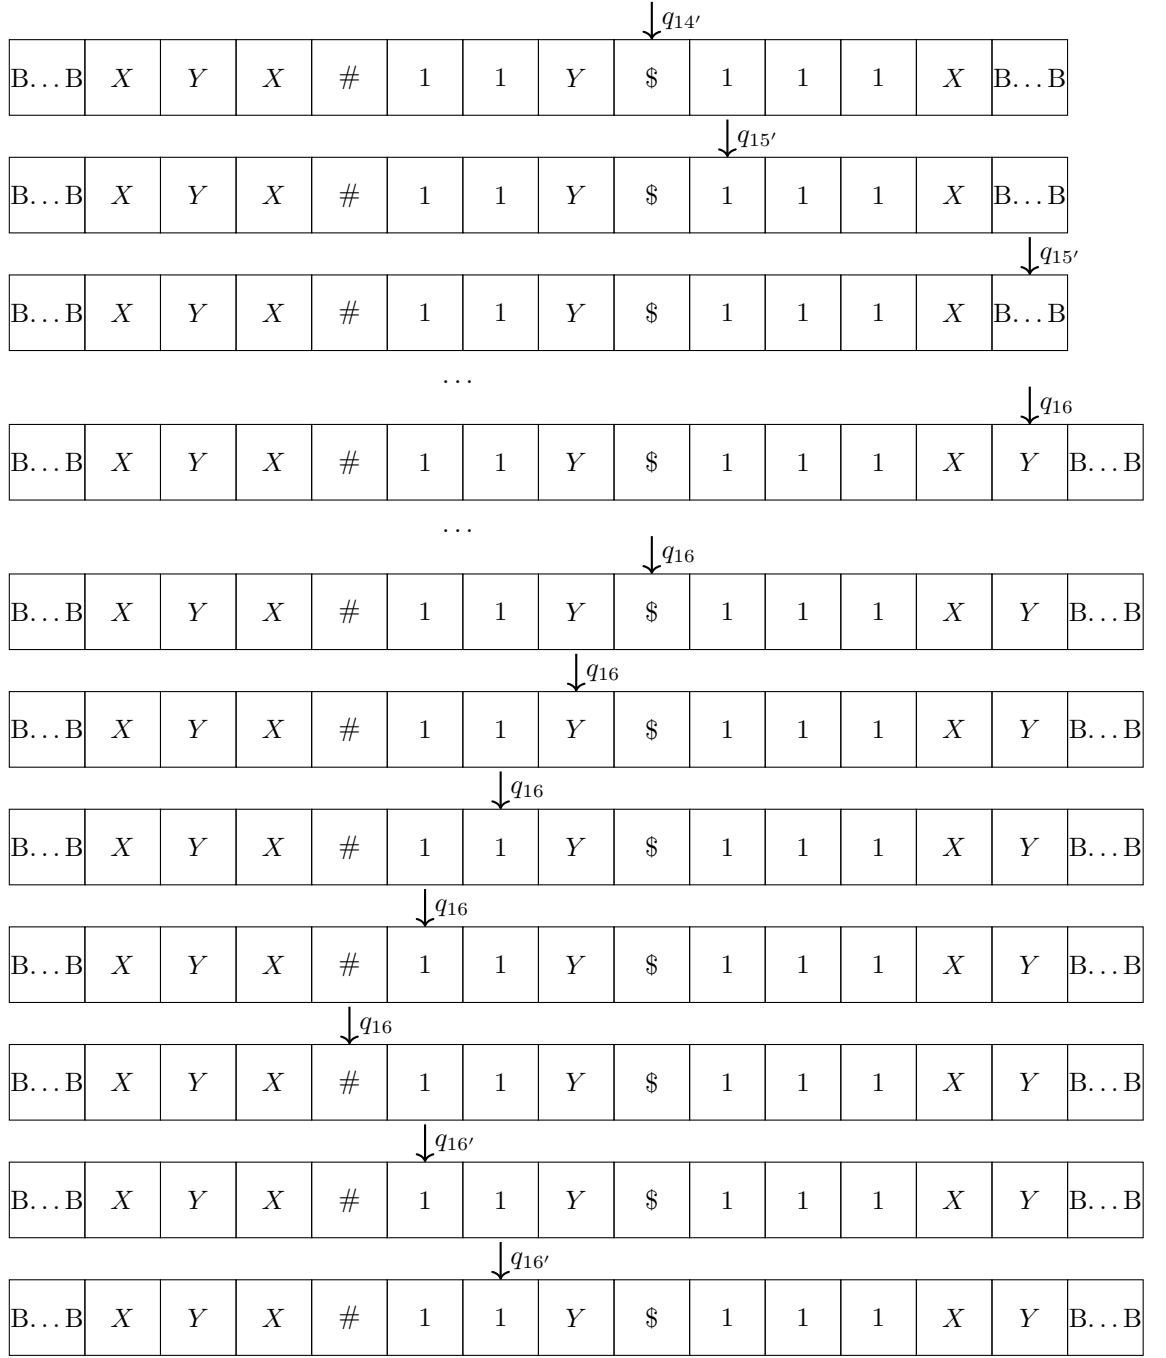 q14′
B…B X Y X # 1 1 Y $ 1 1 1 X B…B
q15′
B…B X Y X # 1 1 Y $ 1 1 1 X B…B
q15′
B…B X Y X # 1 1 Y $ 1 1 1 X B…B
…
q16
B…B X Y X # 1 1 Y $ 1 1 1 X Y B…B
…
q16
B…B X Y X # 1 1 Y $ 1 1 1 X Y B…B
q16
B…B X Y X # 1 1 Y $ 1 1 1 X Y B…B
q16
B…B X Y X # 1 1 Y $ 1 1 1 X Y B…B
q16
B…B X Y X # 1 1 Y $ 1 1 1 X Y B…B
q16
B…B X Y X # 1 1 Y $ 1 1 1 X Y B…B
q16′
B…B X Y X # 1 1 Y $ 1 1 1 X Y B…B
q16′
B…B X Y X # 1 1 Y $ 1 1 1 X Y B…B